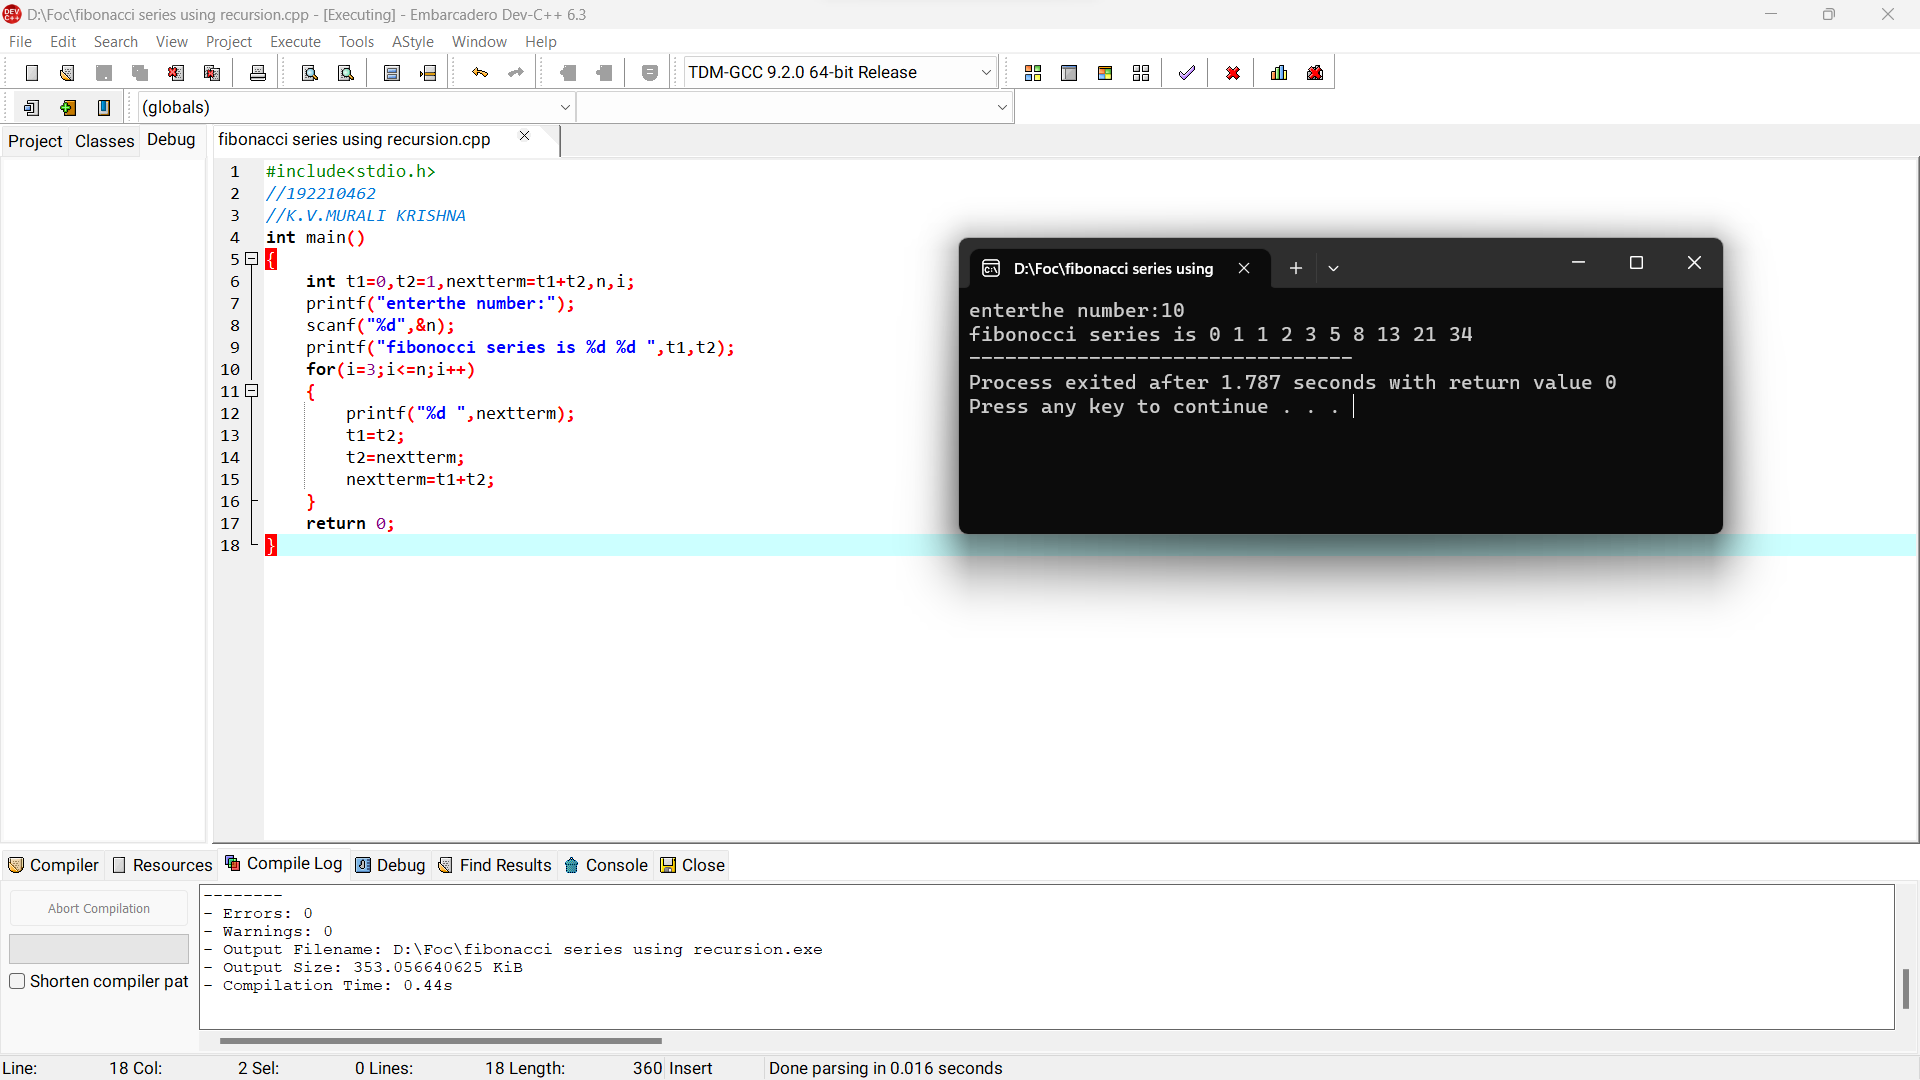 D:\Foc\fibonacci series using recursion.cpp - [Executing] - Embarcadero Dev-C++ 6.3
File Edit Search View Project Execute Tools AStyle Window Help
TDM-GCC 9.2.0 64-bit Release
(globals)
Project Classes Debug
fibonacci series using recursion.cpp
1 #include<stdio.h>
2 //192210462
3 //K.V.MURALI KRISHNA
4 int main()
5 {
6 int t1=0,t2=1,nextterm=t1+t2,n,i;
7 printf("enterthe number:");
8 scanf("%d",&n);
9 printf("fibonocci series is %d %d ",t1,t2);
10 for(i=3;i<=n;i++)
11 {
12 printf("%d ",nextterm);
13 t1=t2;
14 t2=nextterm;
15 nextterm=t1+t2;
16 }
17 return 0;
18 }
D:\Foc\fibonacci series using
enterthe number:10
fibonocci series is 0 1 1 2 3 5 8 13 21 34
--------------------------------
Process exited after 1.787 seconds with return value 0
Press any key to continue . . .
Compiler Resources Compile Log Debug Find Results Console Close
Abort Compilation
Shorten compiler pat
--------
- Errors: 0
- Warnings: 0
- Output Filename: D:\Foc\fibonacci series using recursion.exe
- Output Size: 353.056640625 KiB
- Compilation Time: 0.44s
Line: 18 Col: 2 Sel: 0 Lines: 18 Length: 360 Insert Done parsing in 0.016 seconds